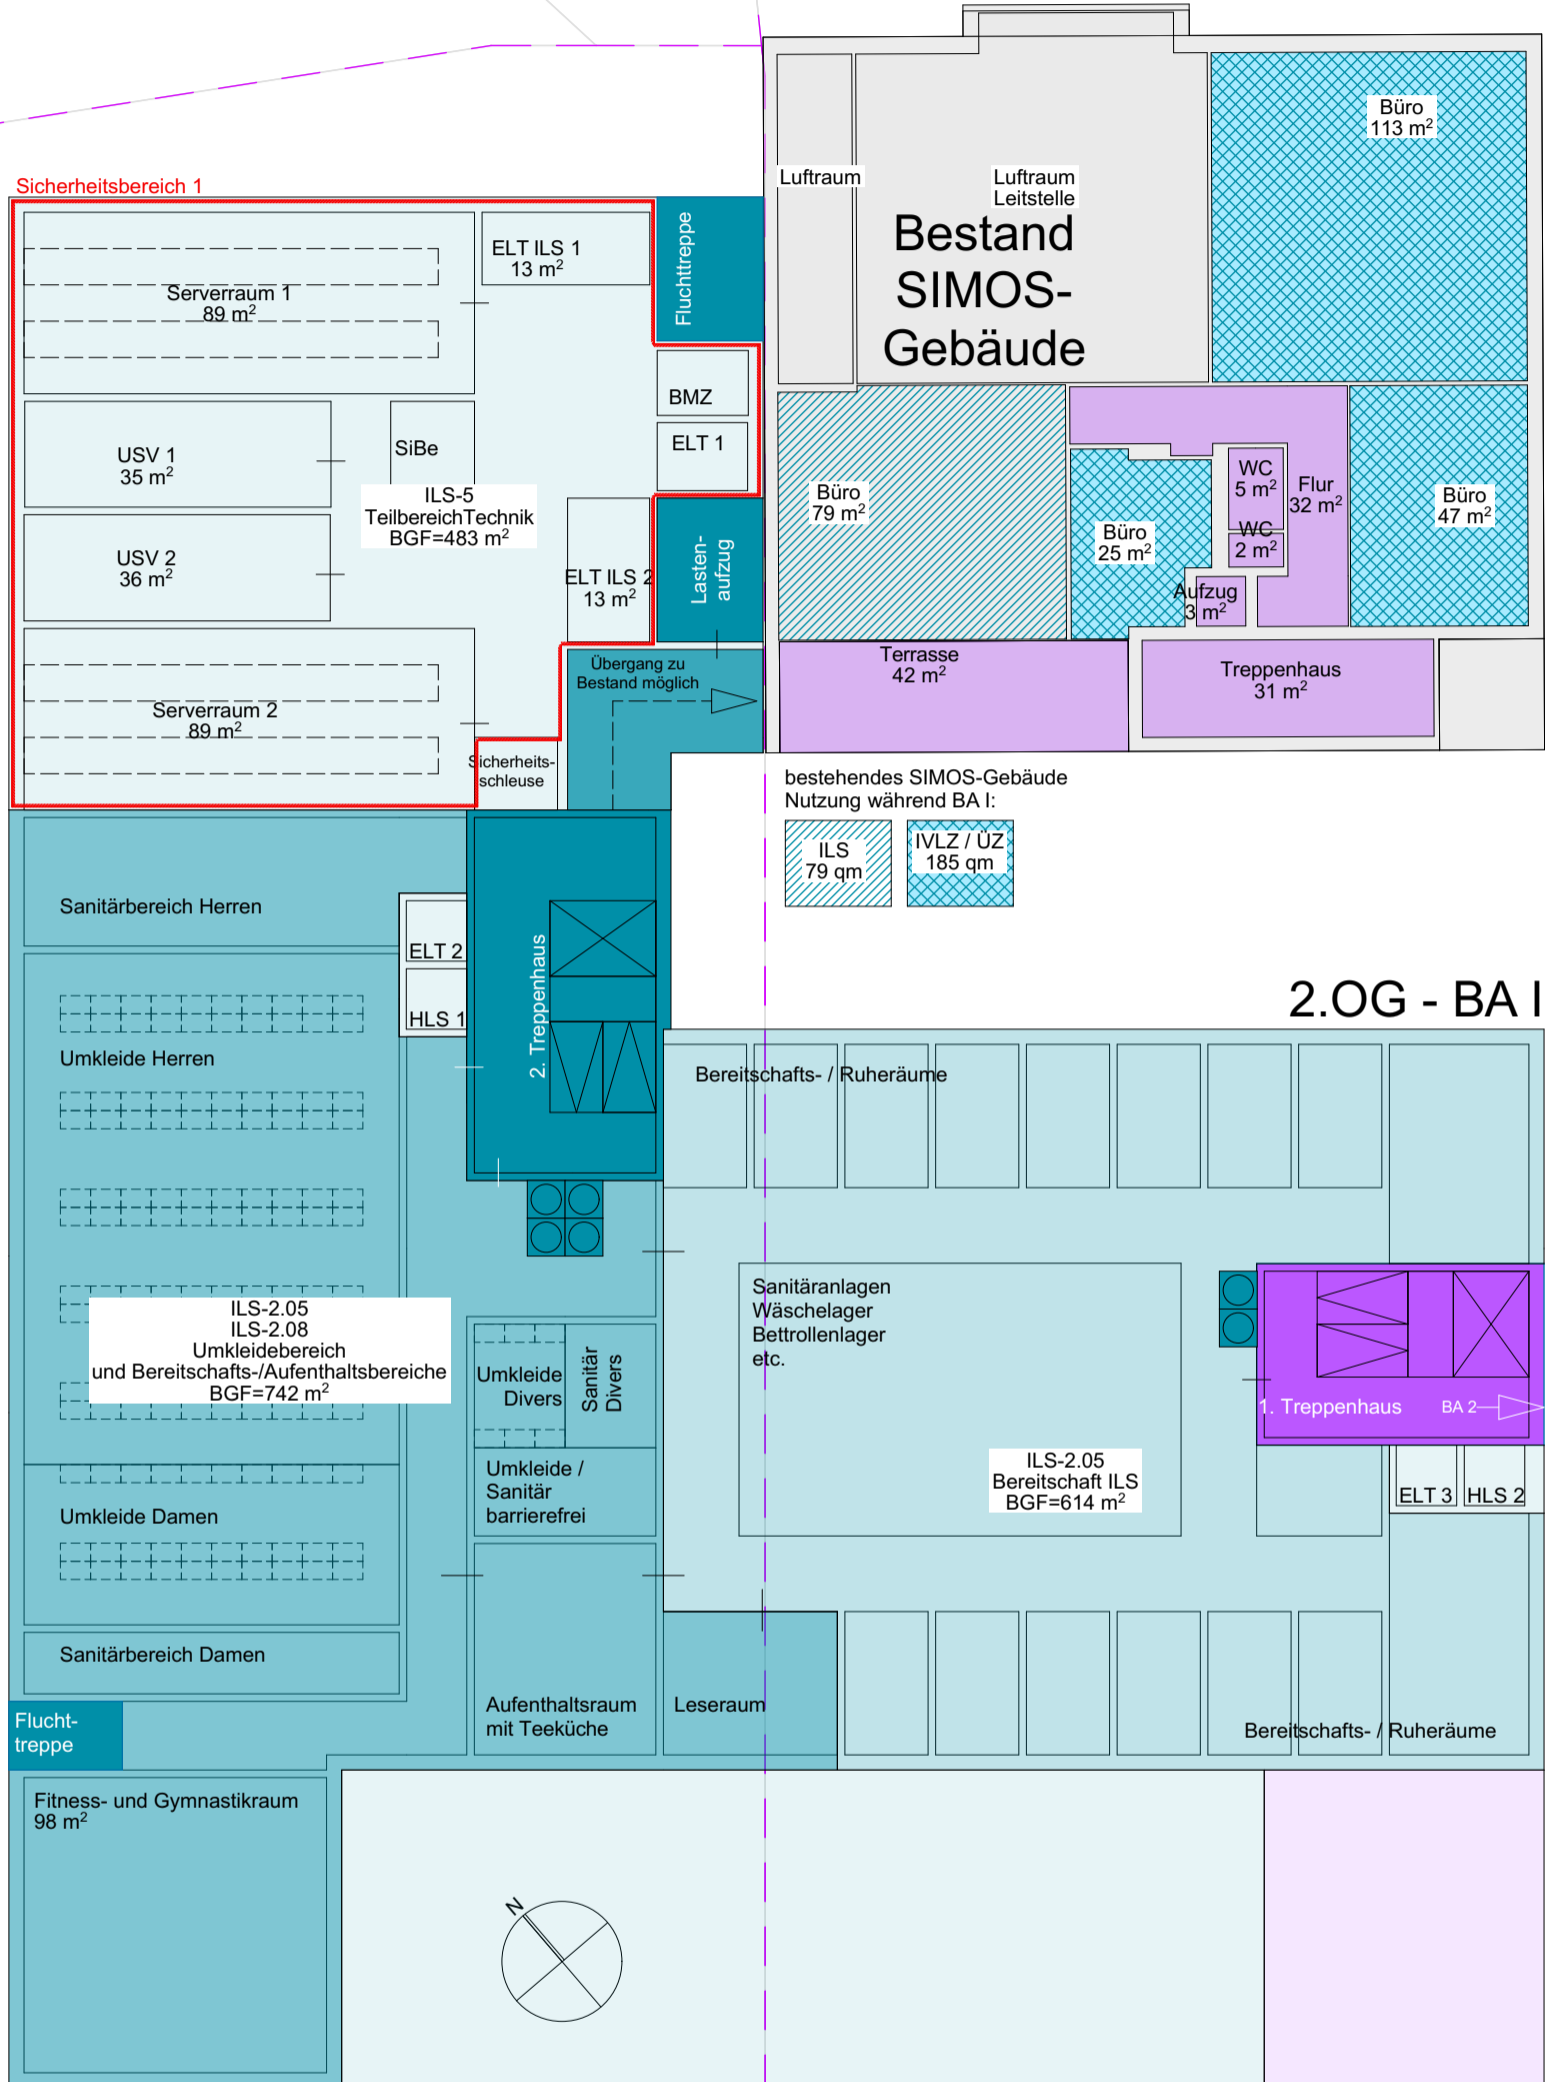 Büro
113 m²
Luftraum
Luftraum
Leitstelle
Bestand
SIMOS-
Gebäude
Sicherheitsbereich 1
Fluchttreppe
ELT ILS 1
13 m²
Serverraum 1
89 m²
BMZ
ELT 1
USV 1
35 m²
SiBe
ILS-5
TeilbereichTechnik
BGF=483 m²
USV 2
36 m²
ELT ILS 2
13 m²
Lasten-
aufzug
Büro
79 m²
Büro
25 m²
WC
5 m²
WC
2 m²
Flur
32 m²
Büro
47 m²
Aufzug
3 m²
Terrasse
42 m²
Treppenhaus
31 m²
Übergang zu
Bestand möglich
Serverraum 2
89 m²
Sicherheits-
schleuse
bestehendes SIMOS-Gebäude
Nutzung während BA I:
ILS
79 qm
IVLZ / ÜZ
185 qm
Sanitärbereich Herren
ELT 2
HLS 1
2. Treppenhaus
2.OG - BA I
Umkleide Herren
Bereitschafts- / Ruheräume
Sanitäranlagen
Wäschelager
Bettrollenlager
etc.
ILS-2.05
ILS-2.08
Umkleidebereich
und Bereitschafts-/Aufenthaltsbereiche
BGF=742 m²
Umkleide
Divers
Sanitär
Divers
1. Treppenhaus
BA 2
Umkleide /
Sanitär
barrierefrei
ILS-2.05
Bereitschaft ILS
BGF=614 m²
ELT 3
HLS 2
Umkleide Damen
Sanitärbereich Damen
Aufenthaltsraum
mit Teeküche
Leseraum
Bereitschafts- / Ruheräume
Flucht-
treppe
Fitness- und Gymnastikraum
98 m²
N